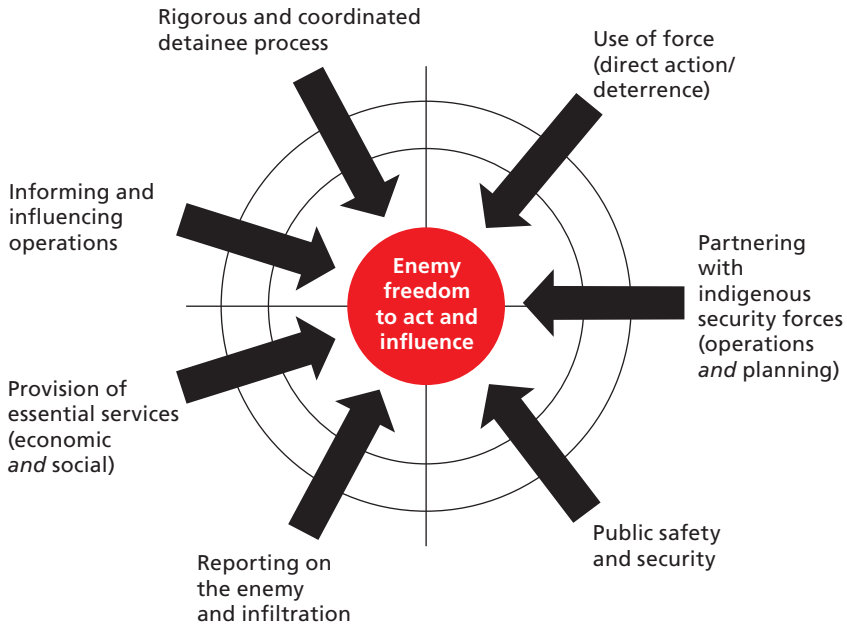 Rigorous and coordinated
detainee process
Use of force
(direct action/
deterrence)
Informing and
influencing
operations
Enemy
freedom
to act and
influence
Partnering
with
indigenous
security forces
(operations
and planning)
Provision of
essential services
(economic
and social)
Public safety
and security
Reporting on
the enemy
and infiltration